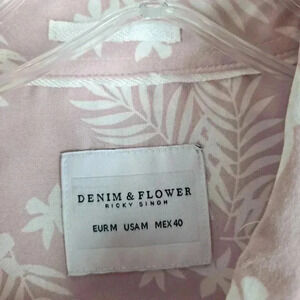 DENIM & FLOWER
RICKY SINGH
EUR M USA M MEX 40